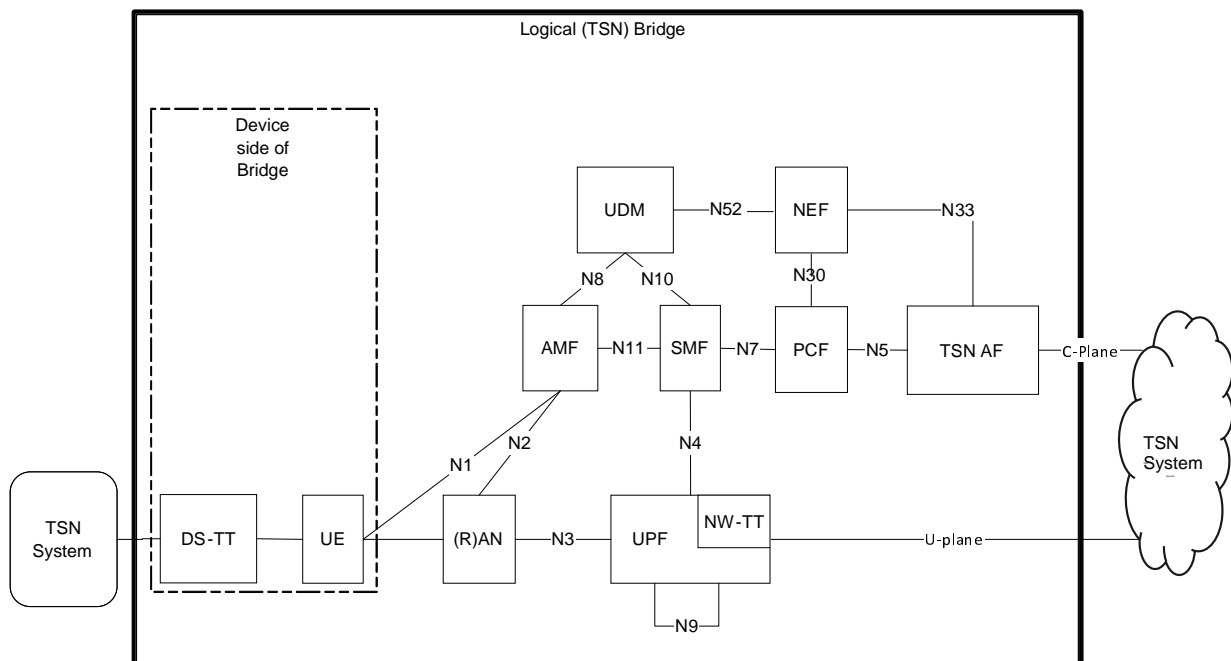 Logical (TSN) Bridge
Device
side of
Bridge
UDM
N52
NEF
N33
N8
N10
N30
AMF
N11
SMF
N7
PCF
N5
TSN AF
C-Plane
N1
N2
N4
TSN
System
TSN
System
DS-TT
UE
(R)AN
N3
UPF
NW-TT
U-plane
N9